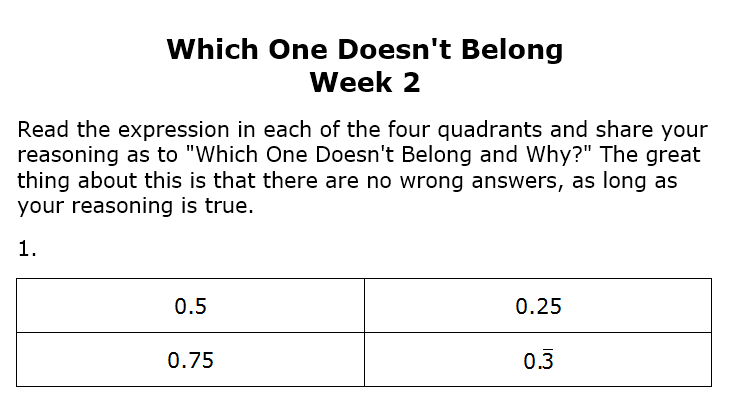 Which One Doesn't Belong
Week 2
Read the expression in each of the four quadrants and share your
reasoning as to "Which One Doesn't Belong and Why?" The great
thing about this is that there are no wrong answers, as long as
your reasoning is true.
1.
0.5 0.25
0.75 0.3̅